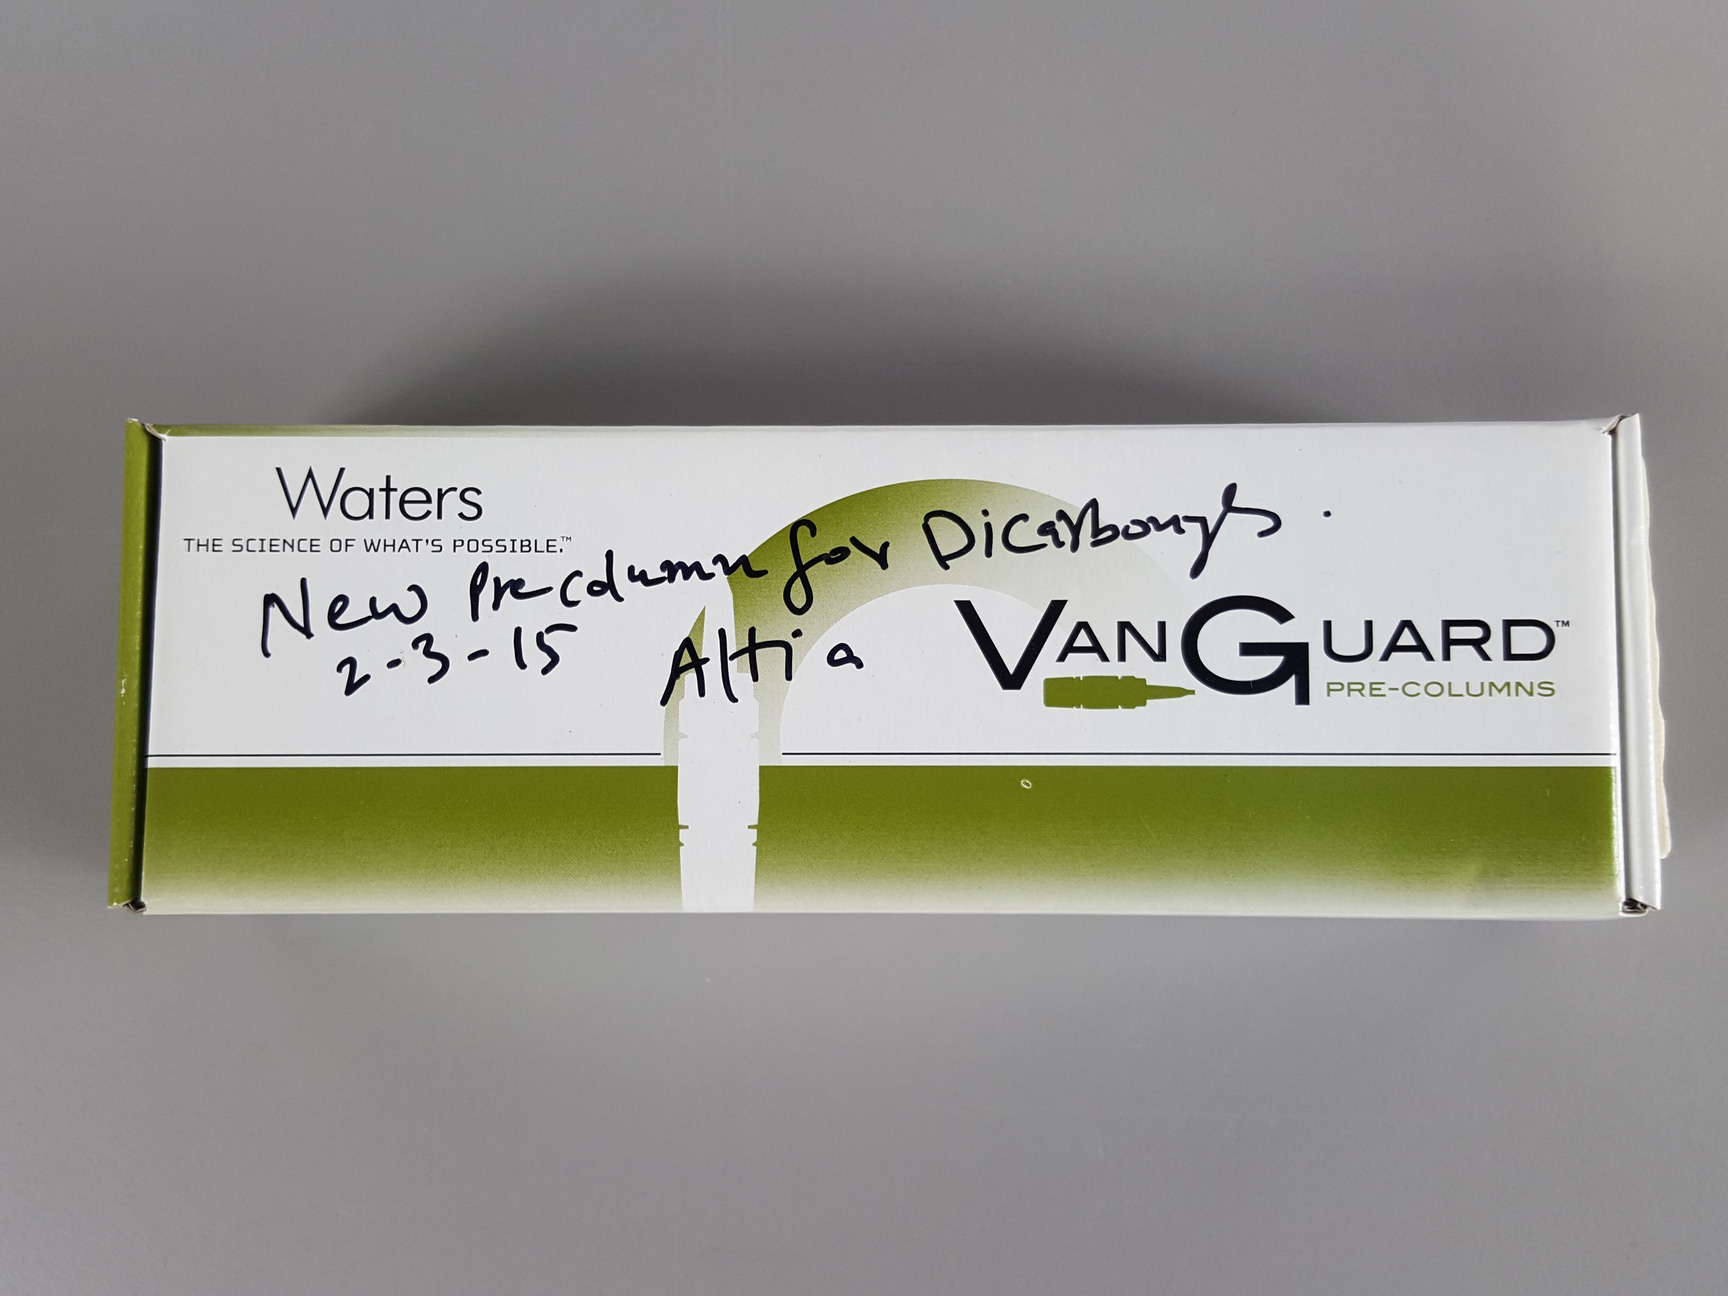 Waters
THE SCIENCE OF WHAT'S POSSIBLE.™
New Precolumn for Dicarbonyls.
2-3-15 Altia
VANGUARD™
PRE-COLUMNS